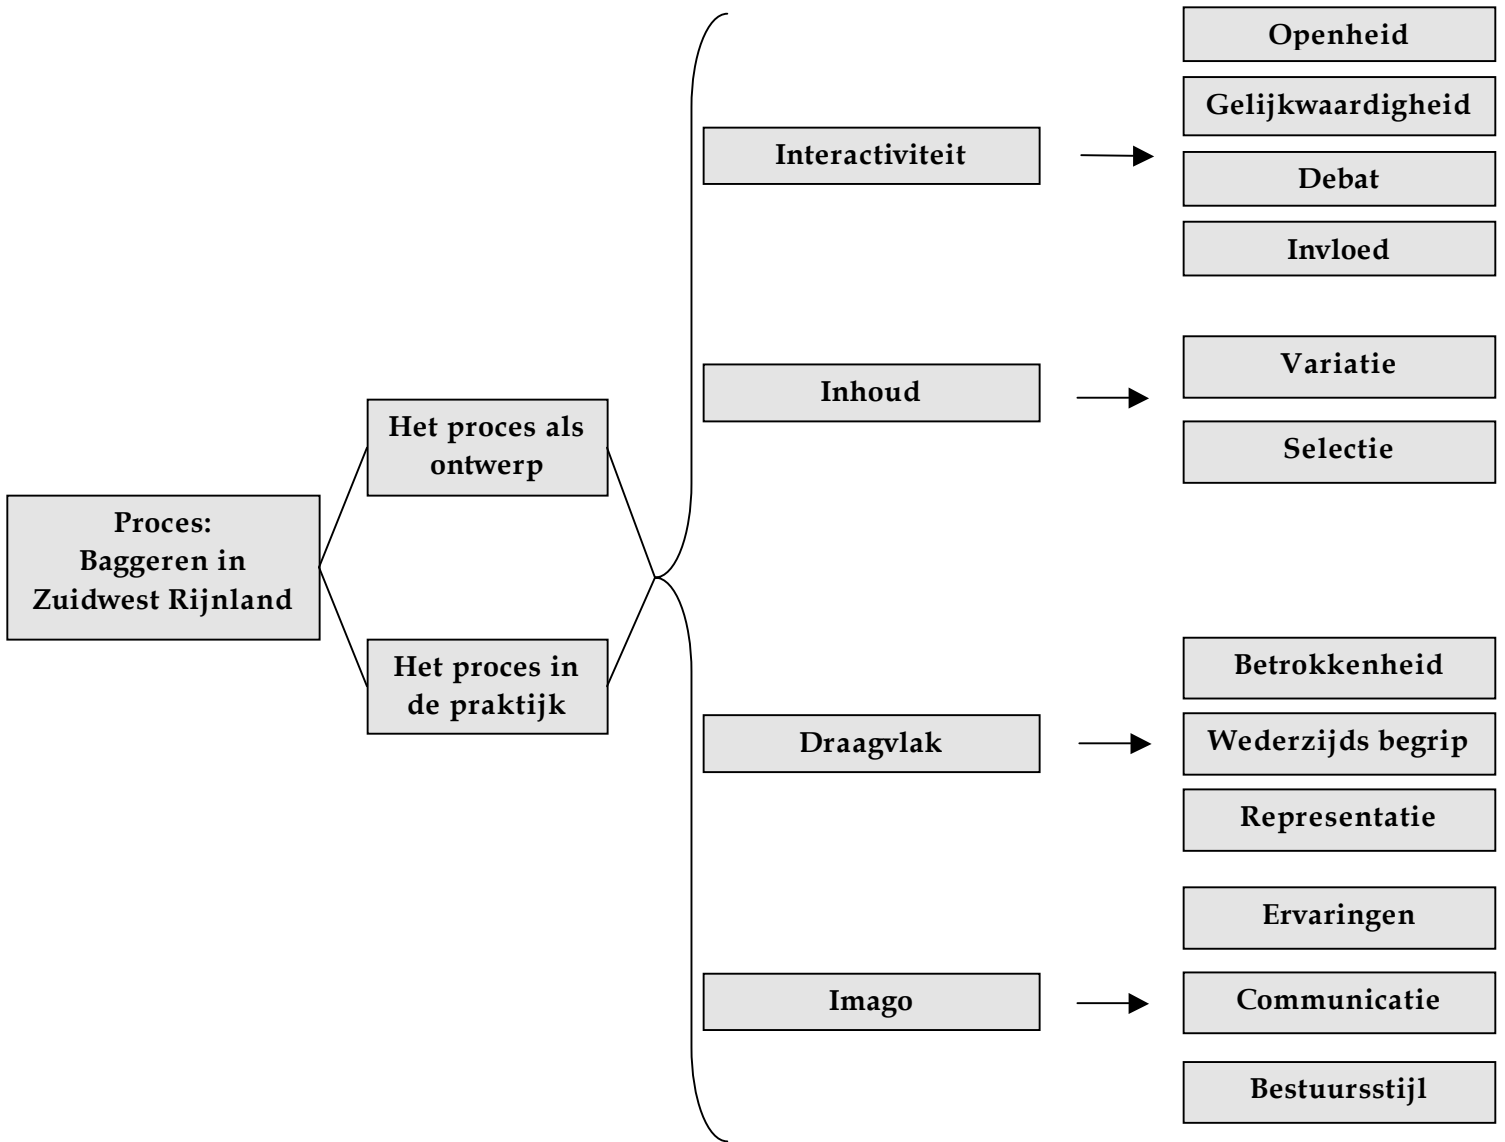 Proces:
Baggeren in
Zuidwest Rijnland
Het proces als
ontwerp
Het proces in
de praktijk
Interactiviteit
Openheid
Gelijkwaardigheid
Debat
Invloed
Inhoud
Variatie
Selectie
Draagvlak
Betrokkenheid
Wederzijds begrip
Representatie
Imago
Ervaringen
Communicatie
Bestuursstijl